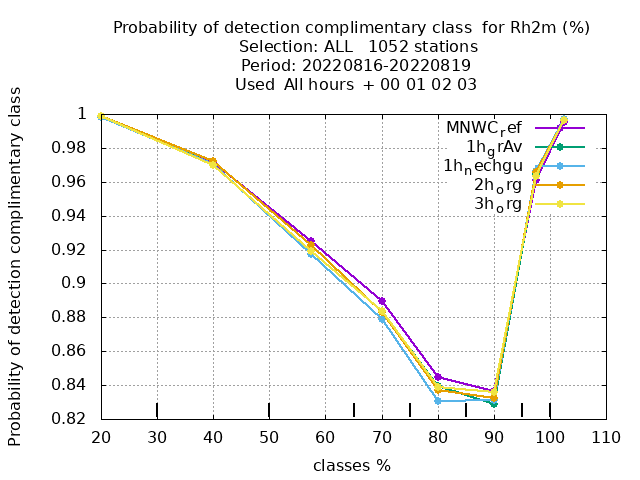 Probability of detection complimentary class  for Rh2m (%)
Selection: ALL   1052 stations
Period: 20220816-20220819
Used  All hours  + 00 01 02 03
Probability of detection complimentary class
1
0.98
0.96
0.94
0.92
0.9
0.88
0.86
0.84
0.82
MNWCref
1hgrAv
1hnechgu
2horg
3horg
20 30 40 50 60 70 80 90 100 110
classes %